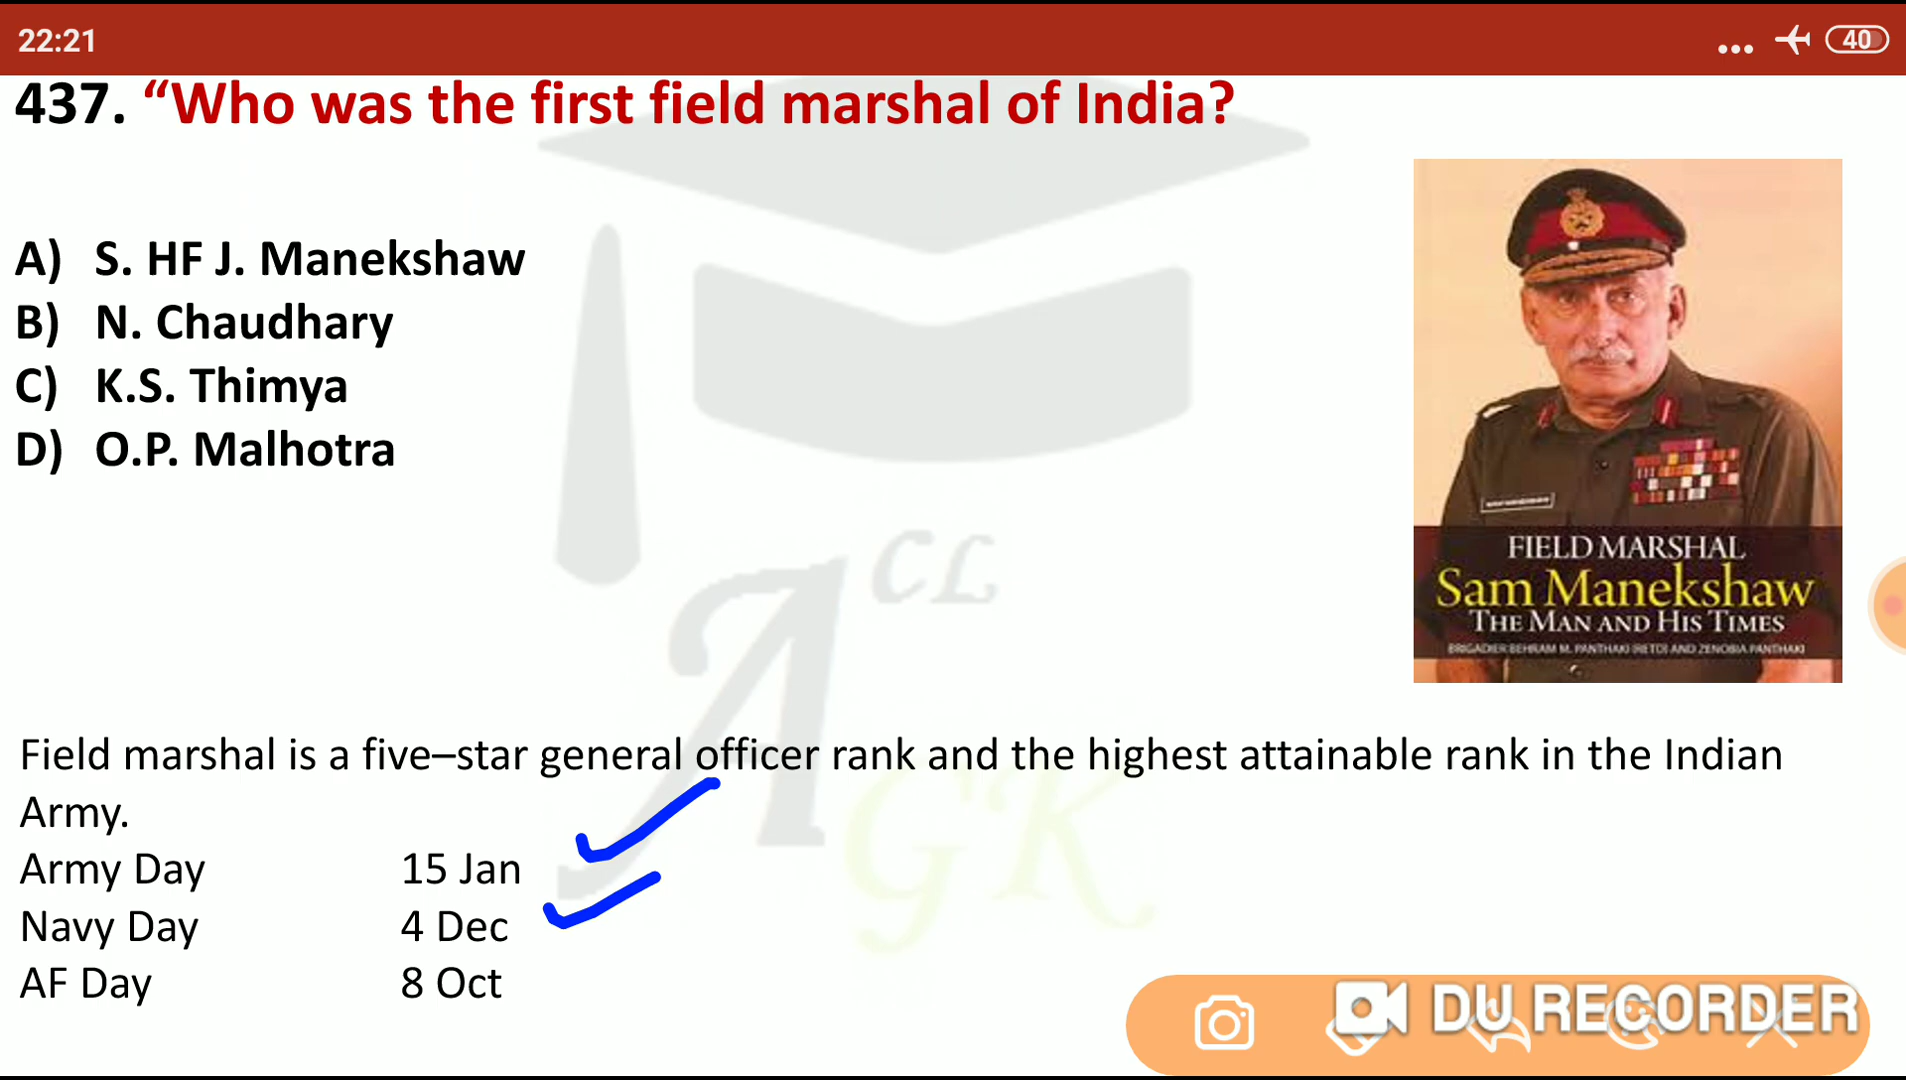 22:21
40
437. “Who was the first field marshal of India?
A) S. HF J. Manekshaw
B) N. Chaudhary
C) K.S. Thimya
D) O.P. Malhotra
FIELD MARSHAL
Sam Manekshaw
THE MAN AND HIS TIMES
BRIGADIER BEHRAM M. PANTHAKI (RETD) AND ZENOBIA PANTHAKI
ACL
GK
Field marshal is a five–star general officer rank and the highest attainable rank in the Indian
Army.
Army Day 15 Jan
Navy Day 4 Dec
AF Day 8 Oct
DU RECORDER